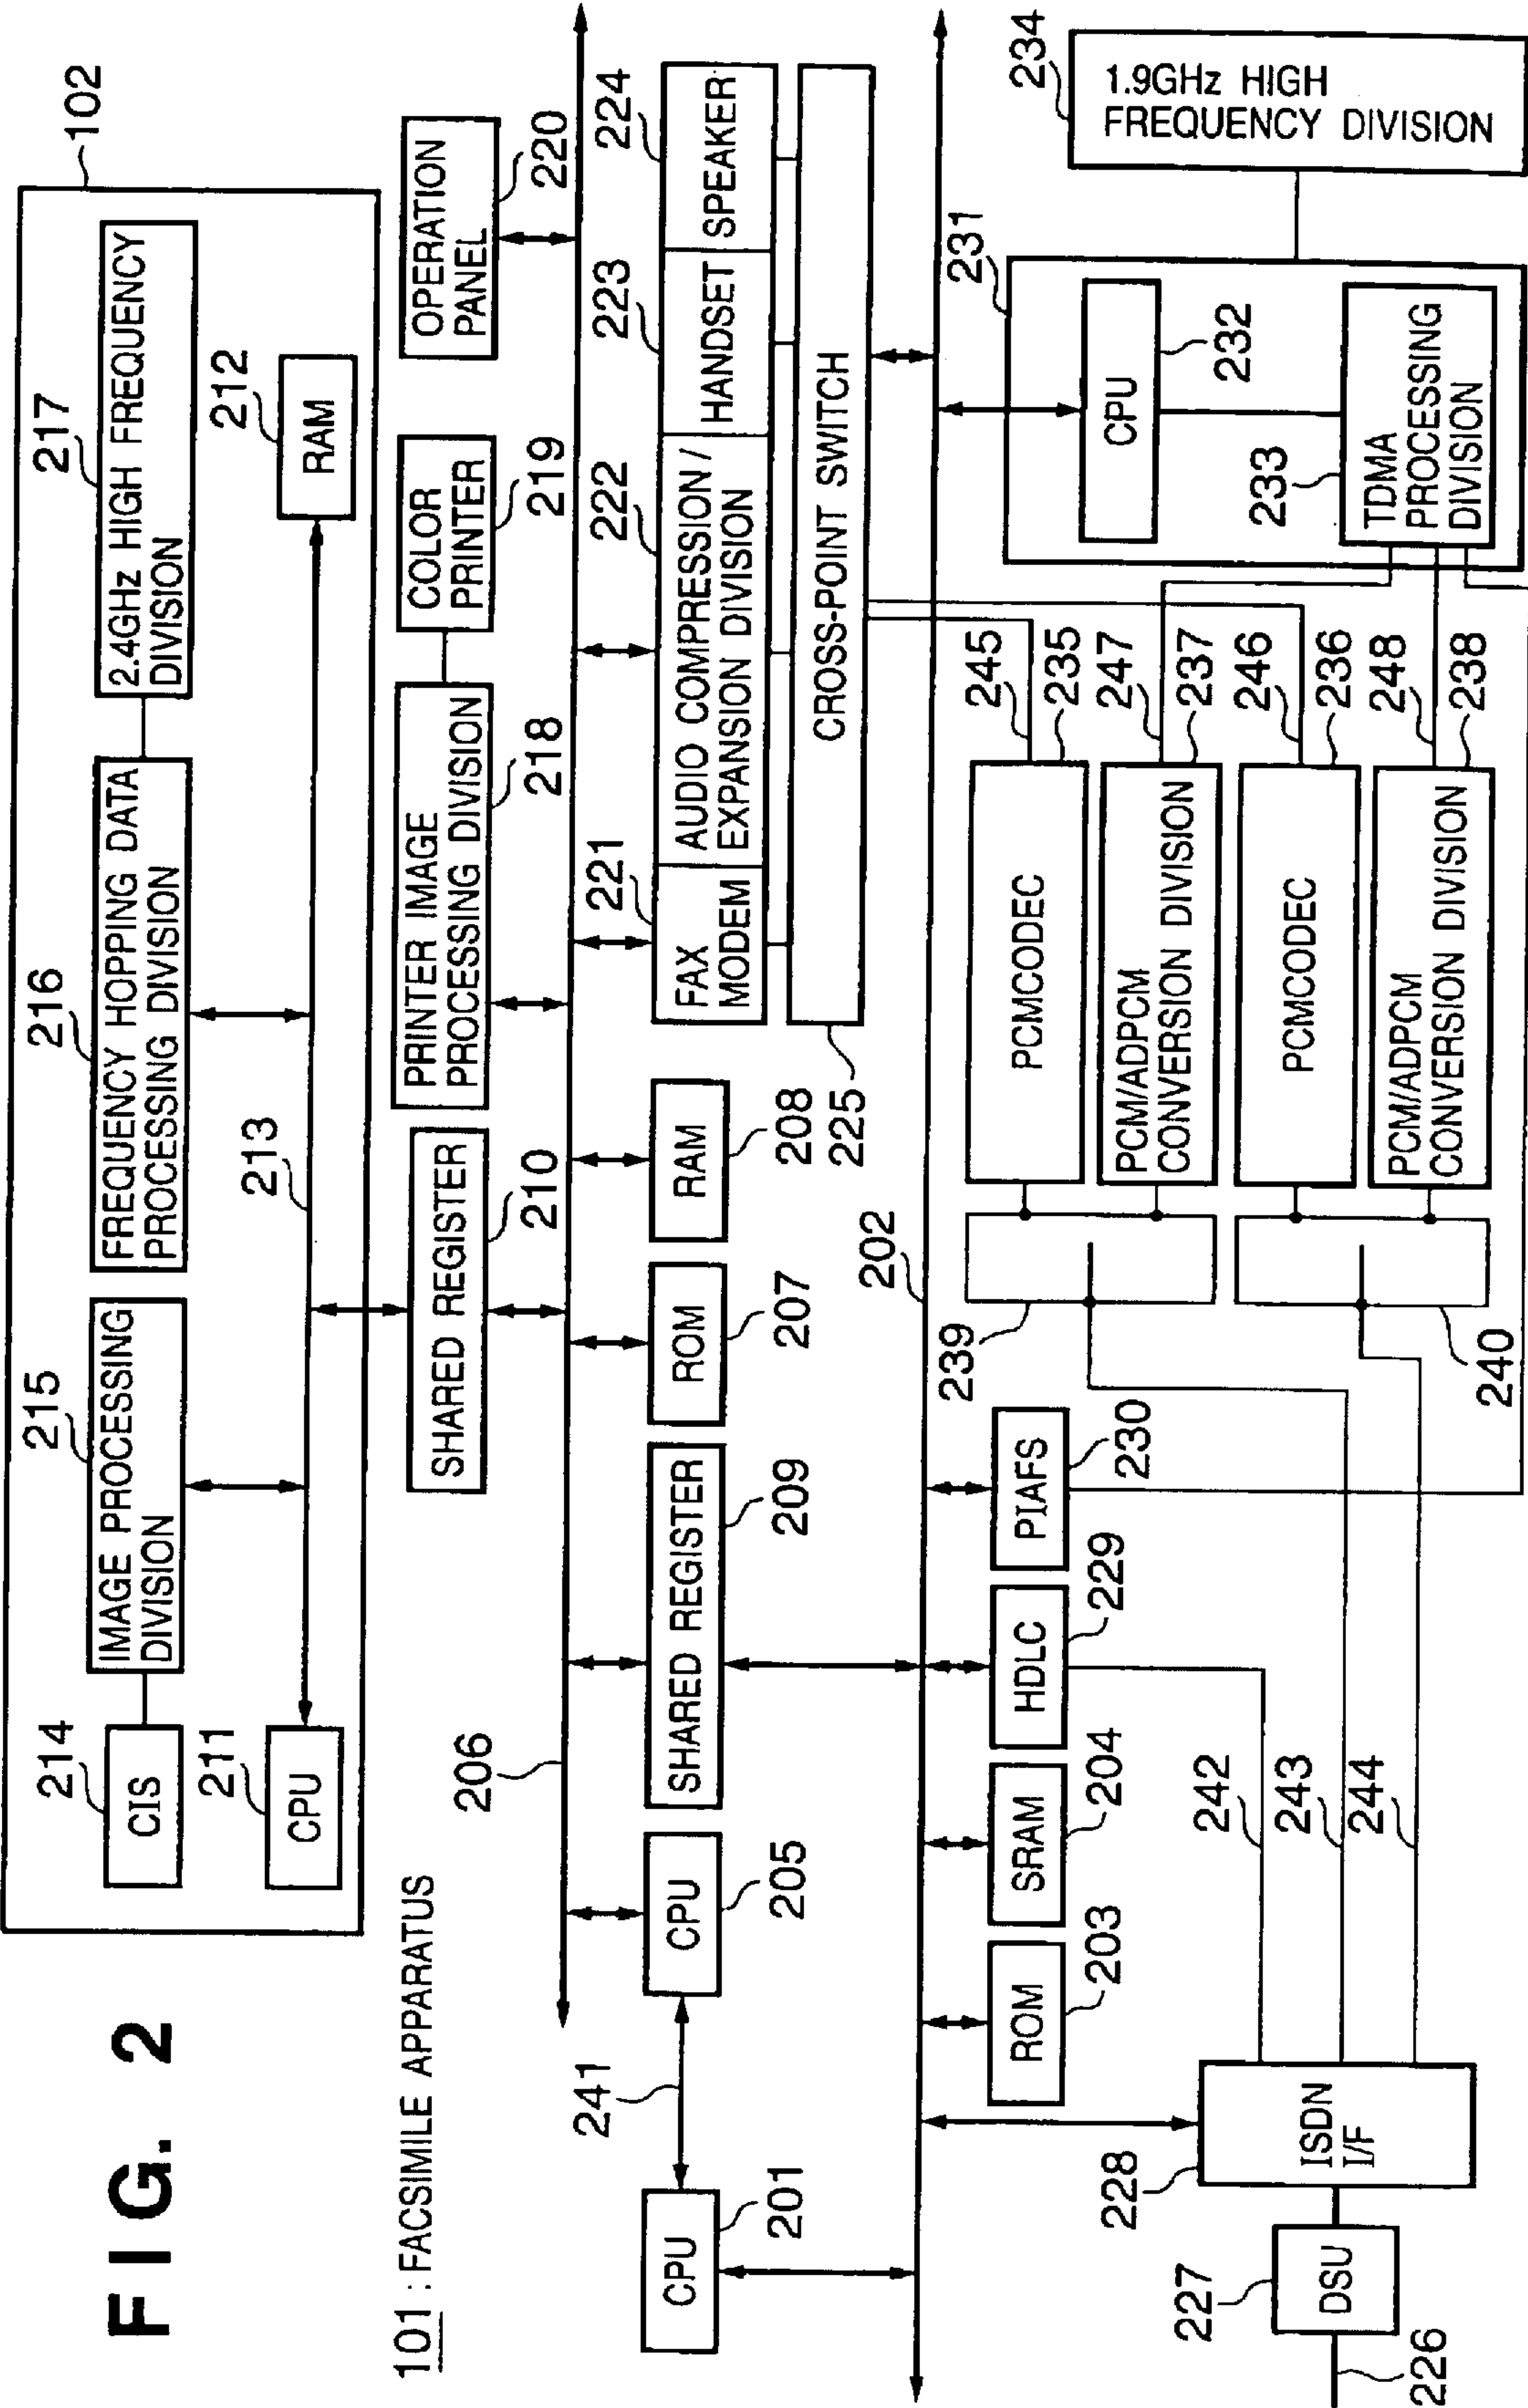 FIG. 2
101 : FACSIMILE APPARATUS
102
214
CIS
215
IMAGE PROCESSING
DIVISION
216
FREQUENCY HOPPING DATA
PROCESSING DIVISION
217
2.4GHz HIGH FREQUENCY
DIVISION
211
CPU
213
212
RAM
SHARED REGISTER
210
PRINTER IMAGE
PROCESSING DIVISION
218
COLOR
PRINTER
219
OPERATION
PANEL
220
206
241
CPU
201
CPU
205
SHARED REGISTER
209
ROM
207
RAM
208
221
FAX
MODEM
222
AUDIO COMPRESSION /
EXPANSION DIVISION
223
HANDSET
224
SPEAKER
CROSS-POINT SWITCH
225
202
ROM
203
SRAM
204
HDLC
229
PIAFS
230
239
240
PCMCODEC
245
235
PCM/ADPCM
CONVERSION DIVISION
247
237
PCMCODEC
246
236
PCM/ADPCM
CONVERSION DIVISION
248
238
231
CPU
232
233
TDMA
PROCESSING
DIVISION
234
1.9GHz HIGH
FREQUENCY DIVISION
226
227
DSU
228
ISDN
I/F
242
243
244